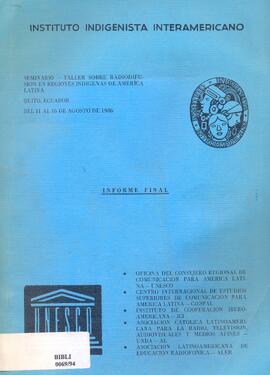 INSTITUTO INDIGENISTA INTERAMERICANO
SEMINARIO - TALLER SOBRE RADIODIFU-
SION EN REGIONES INDIGENAS DE AMERICA
LATINA
QUITO, ECUADOR
DEL 11 AL 16 DE AGOSTO DE 1986
INFORME FINAL
• OFICINA DEL CONSEJERO REGIONAL DE
COMUNICACION PARA AMERICA LATI-
NA - UNESCO
• CENTRO INTERNACIONAL DE ESTUDIOS
SUPERIORES DE COMUNICACION PARA
AMERICA LATINA - CIESPAL
• INSTITUTO DE COOPERACION IBERO-
AMERICANA - ICI
• ASOCIACION CATOLICA LATINOAMERI-
CANA PARA LA RADIO, TELEVISION,
AUDIOVISUALES Y MEDIOS AFINES -
UNDA - AL
• ASOCIACION LATINOAMERICANA DE
EDUCACION RADIOFONICA - ALER
UNESCO
BIBLI
0069/94